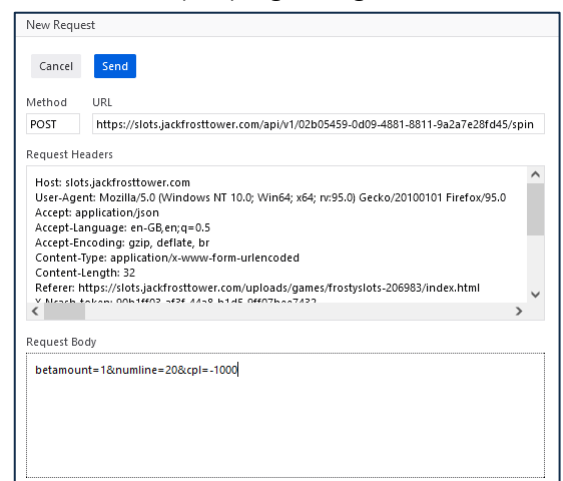 New Request
Cancel
Send
Method URL
POST https://slots.jackfrosttower.com/api/v1/02b05459-0d09-4881-8811-9a2a7e28fd45/spin
Request Headers
Host: slots.jackfrosttower.com
User-Agent: Mozilla/5.0 (Windows NT 10.0; Win64; x64; rv:95.0) Gecko/20100101 Firefox/95.0
Accept: application/json
Accept-Language: en-GB,en;q=0.5
Accept-Encoding: gzip, deflate, br
Content-Type: application/x-www-form-urlencoded
Content-Length: 32
Referer: https://slots.jackfrosttower.com/uploads/games/frostyslots-206983/index.html
Request Body
betamount=1&numline=20&cpl=-1000